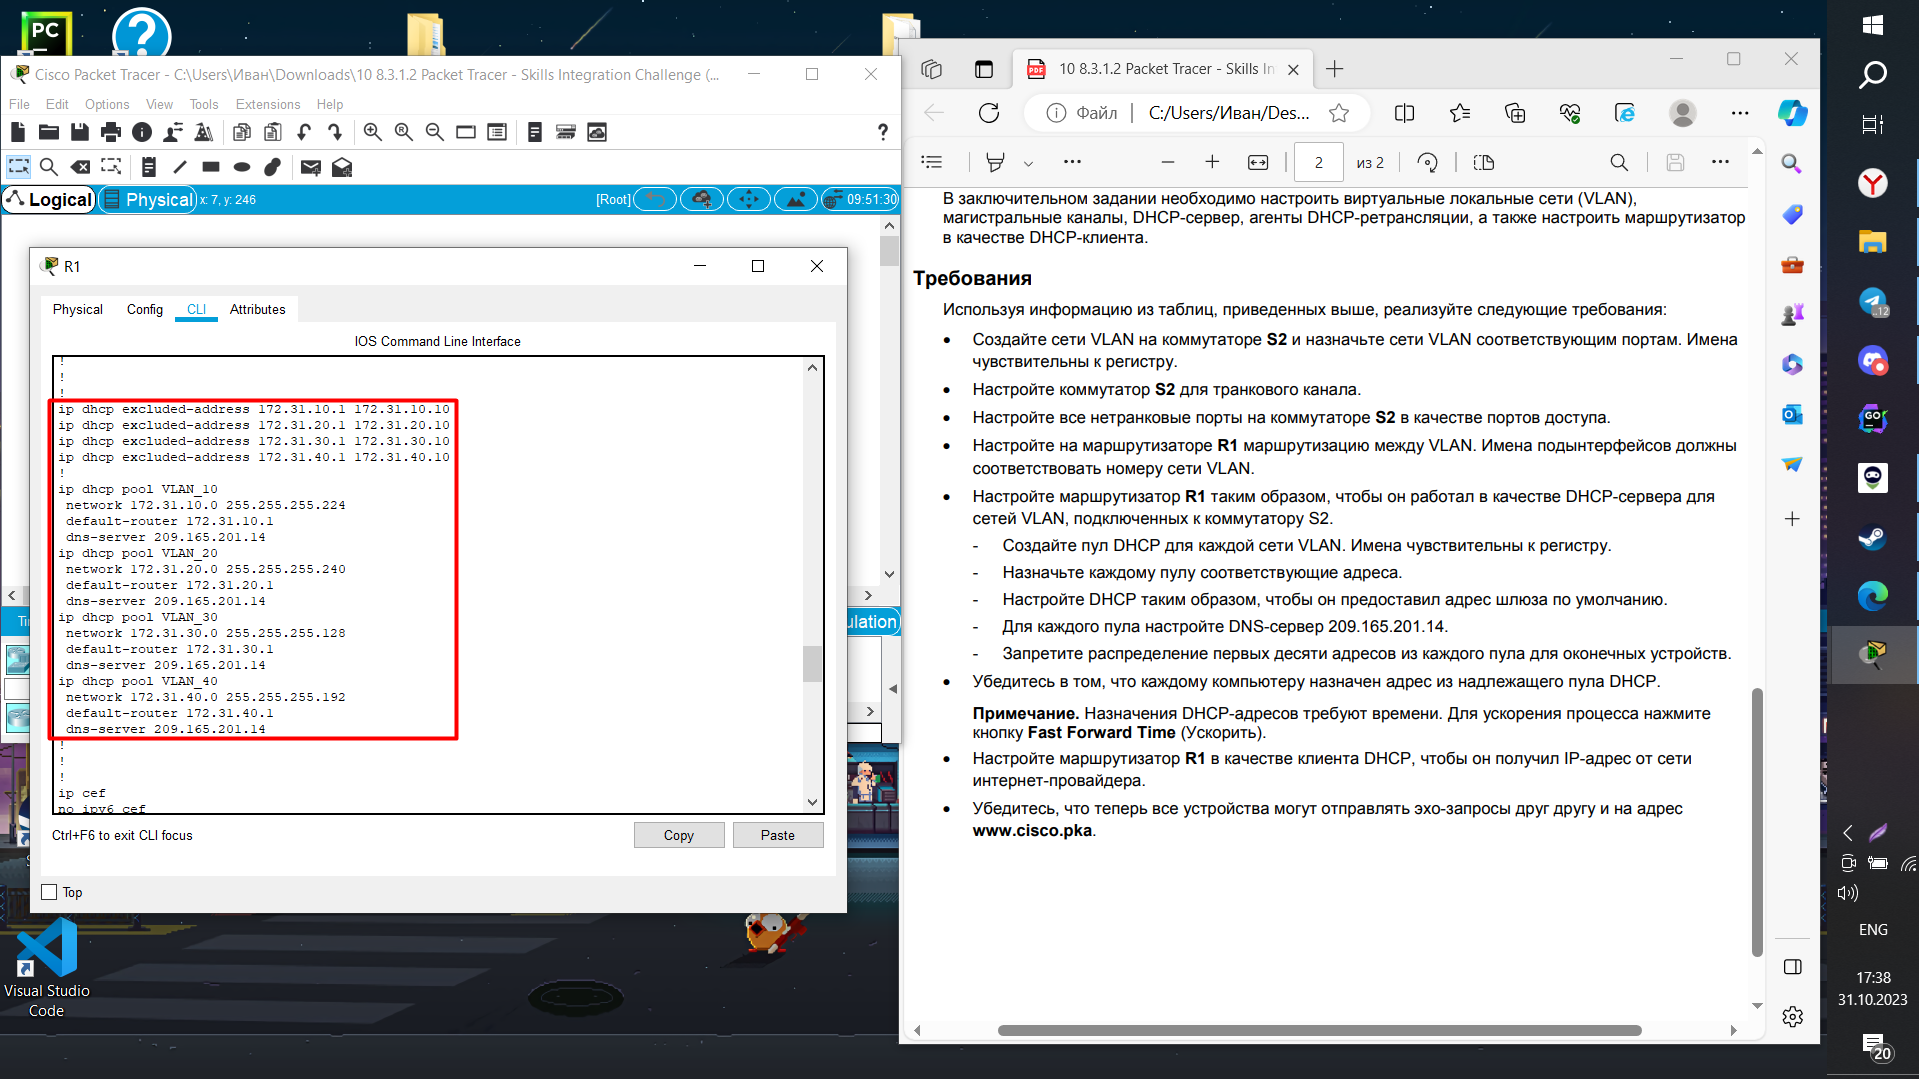 PC
?
Cisco Packet Tracer - C:\Users\Иван\Downloads\10 8.3.1.2 Packet Tracer - Skills Integration Challenge (...
File Edit Options View Tools Extensions Help
?
Logical
Physical
x: 7, y: 246
[Root]
09:51:30
R1
Physical Config CLI Attributes
IOS Command Line Interface
!
!
!
ip dhcp excluded-address 172.31.10.1 172.31.10.10
ip dhcp excluded-address 172.31.20.1 172.31.20.10
ip dhcp excluded-address 172.31.30.1 172.31.30.10
ip dhcp excluded-address 172.31.40.1 172.31.40.10
!
ip dhcp pool VLAN_10
network 172.31.10.0 255.255.255.224
default-router 172.31.10.1
dns-server 209.165.201.14
ip dhcp pool VLAN_20
network 172.31.20.0 255.255.255.240
default-router 172.31.20.1
dns-server 209.165.201.14
ip dhcp pool VLAN_30
network 172.31.30.0 255.255.255.128
default-router 172.31.30.1
dns-server 209.165.201.14
ip dhcp pool VLAN_40
network 172.31.40.0 255.255.255.192
default-router 172.31.40.1
dns-server 209.165.201.14
!
!
!
ip cef
no ipv6 cef
Ctrl+F6 to exit CLI focus
Copy
Paste
Top
Visual Studio
Code
10 8.3.1.2 Packet Tracer - Skills In
Файл
C:/Users/Иван/Des...
2
из 2
В заключительном задании необходимо настроить виртуальные локальные сети (VLAN),
магистральные каналы, DHCP-сервер, агенты DHCP-ретрансляции, а также настроить маршрутизатор
в качестве DHCP-клиента.
Требования
Используя информацию из таблиц, приведенных выше, реализуйте следующие требования:
• Создайте сети VLAN на коммутаторе S2 и назначьте сети VLAN соответствующим портам. Имена
чувствительны к регистру.
• Настройте коммутатор S2 для транкового канала.
• Настройте все нетранковые порты на коммутаторе S2 в качестве портов доступа.
• Настройте на маршрутизаторе R1 маршрутизацию между VLAN. Имена подынтерфейсов должны
соответствовать номеру сети VLAN.
• Настройте маршрутизатор R1 таким образом, чтобы он работал в качестве DHCP-сервера для
сетей VLAN, подключенных к коммутатору S2.
- Создайте пул DHCP для каждой сети VLAN. Имена чувствительны к регистру.
- Назначьте каждому пулу соответствующие адреса.
- Настройте DHCP таким образом, чтобы он предоставил адрес шлюза по умолчанию.
- Для каждого пула настройте DNS-сервер 209.165.201.14.
- Запретите распределение первых десяти адресов из каждого пула для оконечных устройств.
• Убедитесь в том, что каждому компьютеру назначен адрес из надлежащего пула DHCP.
Примечание. Назначения DHCP-адресов требуют времени. Для ускорения процесса нажмите
кнопку Fast Forward Time (Ускорить).
• Настройте маршрутизатор R1 в качестве клиента DHCP, чтобы он получил IP-адрес от сети
интернет-провайдера.
• Убедитесь, что теперь все устройства могут отправлять эхо-запросы друг другу и на адрес
www.cisco.pka.
ENG
17:38
31.10.2023
20